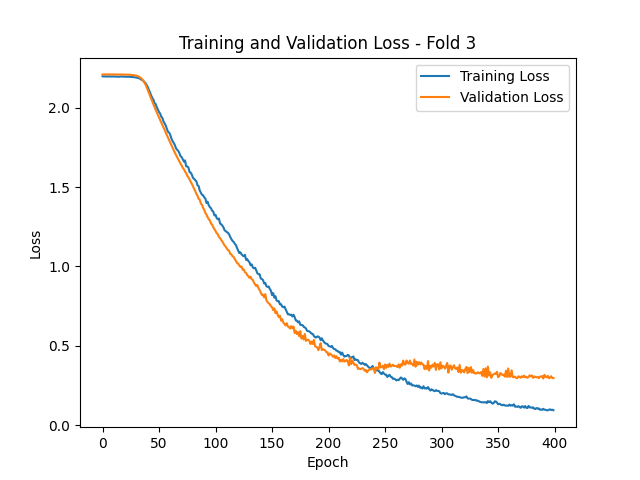 Training and Validation Loss - Fold 3
Training Loss
Validation Loss
2.0
1.5
1.0
0.5
0.0
Loss
0 50 100 150 200 250 300 350 400
Epoch